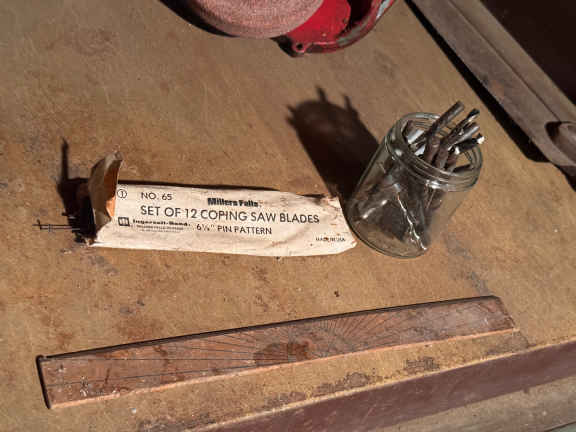 ① NO. 65 Millers Falls
SET OF 12 COPING SAW BLADES
Ingersoll-Rand. 6½" PIN PATTERN
MADE IN USA